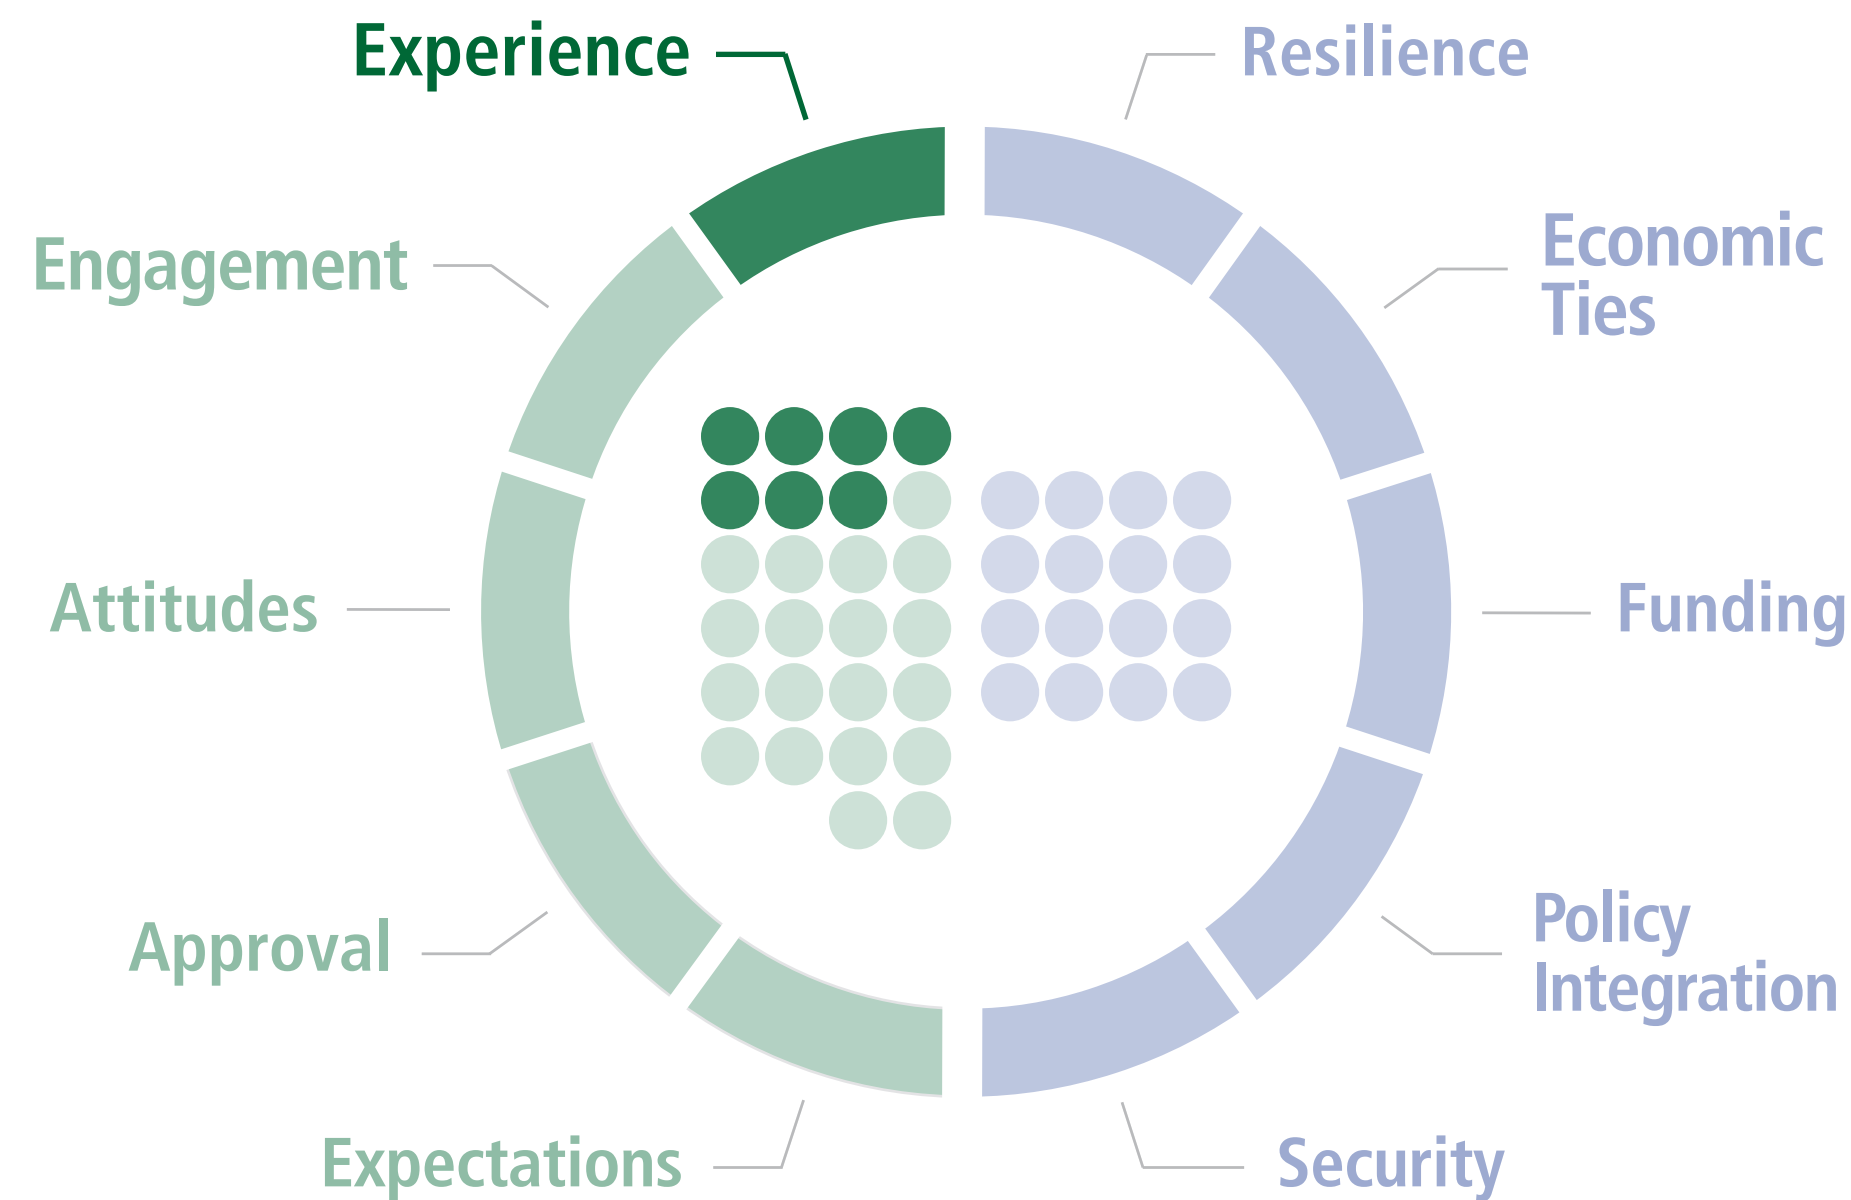 Experience
Resilience
Engagement
Economic
Ties
Attitudes
Funding
Approval
Policy
Integration
Expectations
Security